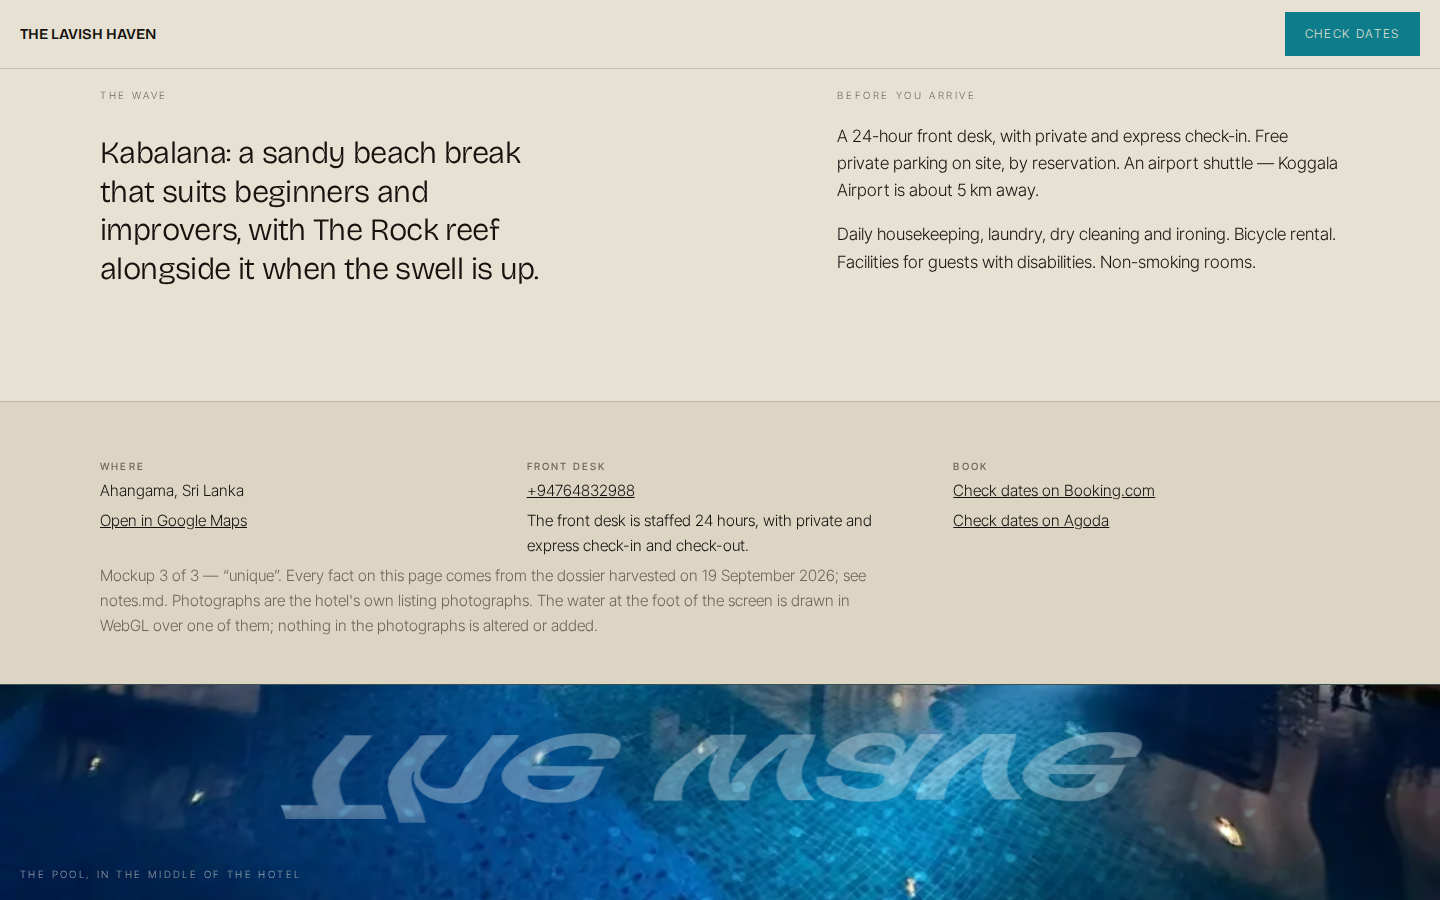 THE LAVISH HAVEN
CHECK DATES
THE WAVE
Kabalana: a sandy beach break
that suits beginners and
improvers, with The Rock reef
alongside it when the swell is up.
BEFORE YOU ARRIVE
A 24-hour front desk, with private and express check-in. Free
private parking on site, by reservation. An airport shuttle — Koggala
Airport is about 5 km away.
Daily housekeeping, laundry, dry cleaning and ironing. Bicycle rental.
Facilities for guests with disabilities. Non-smoking rooms.
WHERE
Ahangama, Sri Lanka
Open in Google Maps
FRONT DESK
+94764832988
The front desk is staffed 24 hours, with private and
express check-in and check-out.
BOOK
Check dates on Booking.com
Check dates on Agoda
Mockup 3 of 3 — “unique”. Every fact on this page comes from the dossier harvested on 19 September 2026; see
notes.md. Photographs are the hotel's own listing photographs. The water at the foot of the screen is drawn in
WebGL over one of them; nothing in the photographs is altered or added.
The wave
THE POOL, IN THE MIDDLE OF THE HOTEL